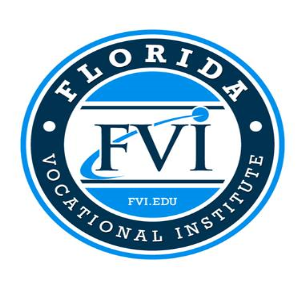 FLORIDA
FVI
FVI.EDU
VOCATIONAL INSTITUTE